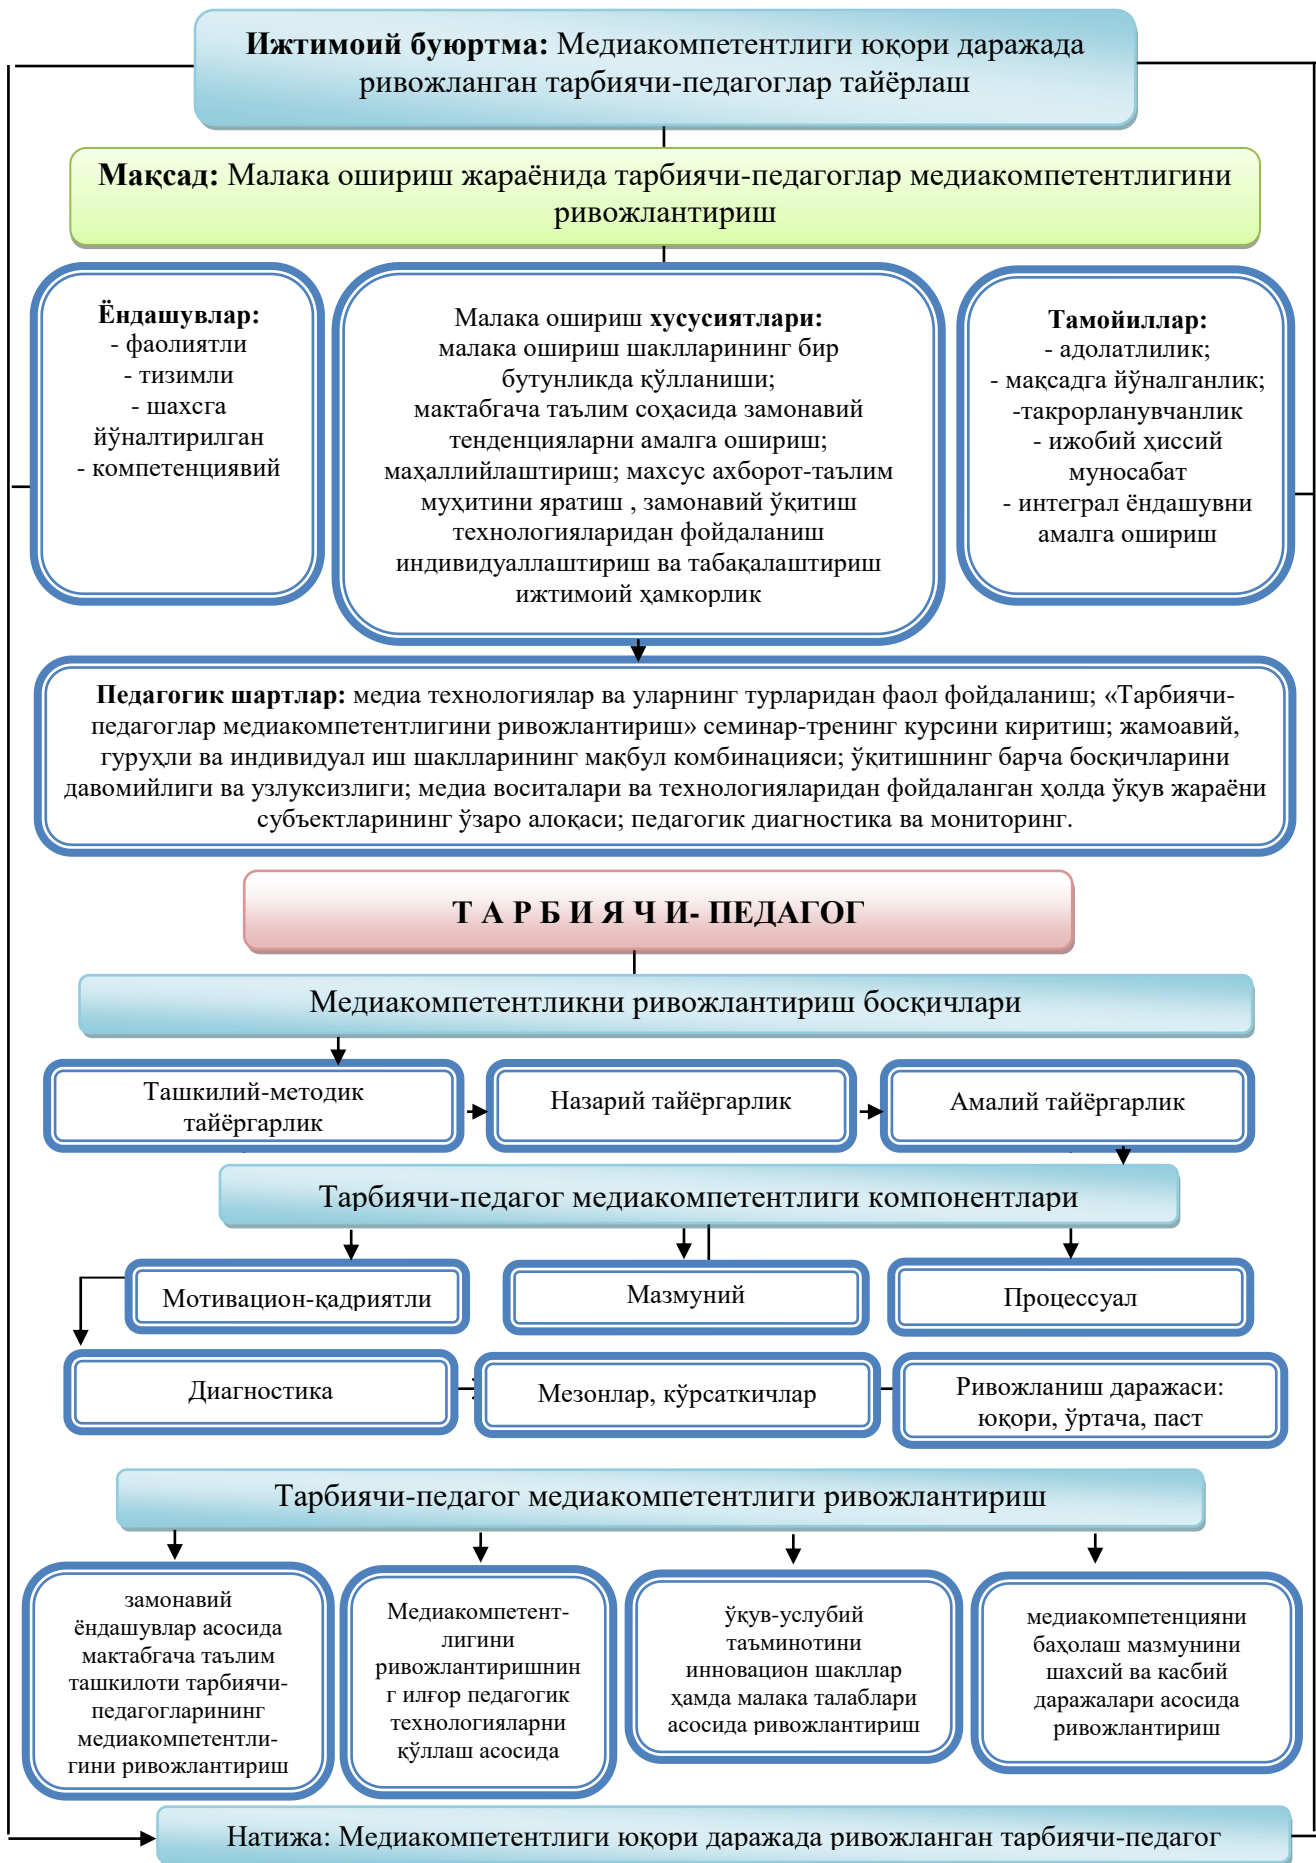 Ижтимоий буюртма: Медиакомпетентлиги юқори даражада
ривожланган тарбиячи-педагоглар тайёрлаш
Мақсад: Малака ошириш жараёнида тарбиячи-педагоглар медиакомпетентлигини
ривожлантириш
Ёндашувлар:
- фаолиятли
- тизимли
- шахсга
йўналтирилган
- компетенциявий
Малака ошириш хусусиятлари:
малака ошириш шаклларининг бир
бутунликда қўлланиши;
мактабгача таълим соҳасида замонавий
тенденцияларни амалга ошириш;
маҳаллийлаштириш; махсус ахборот-таълим
муҳитини яратиш , замонавий ўқитиш
технологияларидан фойдаланиш
индивидуаллаштириш ва табақалаштириш
ижтимоий ҳамкорлик
Тамойиллар:
- адолатлилик;
- мақсадга йўналганлик;
-такрорланувчанлик
- ижобий ҳиссий
муносабат
- интеграл ёндашувни
амалга ошириш
Педагогик шартлар: медиа технологиялар ва уларнинг турларидан фаол фойдаланиш; «Тарбиячи-
педагоглар медиакомпетентлигини ривожлантириш» семинар-тренинг курсини киритиш; жамоавий,
гуруҳли ва индивидуал иш шаклларининг мақбул комбинацияси; ўқитишнинг барча босқичларини
давомийлиги ва узлуксизлиги; медиа воситалари ва технологияларидан фойдаланган ҳолда ўқув жараёни
субъектларининг ўзаро алоқаси; педагогик диагностика ва мониторинг.
Т А Р Б И Я Ч И- ПЕДАГОГ
Медиакомпетентликни ривожлантириш босқичлари
Ташкилий-методик
тайёргарлик
Назарий тайёргарлик
Амалий тайёргарлик
Тарбиячи-педагог медиакомпетентлиги компонентлари
Мотивацион-қадриятли
Мазмуний
Процессуал
Диагностика
Мезонлар, кўрсаткичлар
Ривожланиш даражаси:
юқори, ўртача, паст
Тарбиячи-педагог медиакомпетентлиги ривожлантириш
замонавий
ёндашувлар асосида
мактабгача таълим
ташкилоти тарбиячи-
педагогларининг
медиакомпетентли-
гини ривожлантириш
Медиакомпетент-
лигини
ривожлантиришнин
г илғор педагогик
технологияларни
қўллаш асосида
ўқув-услубий
таъминотини
инновацион шакллар
ҳамда малака талаблари
асосида ривожлантириш
медиакомпетенцияни
баҳолаш мазмунини
шахсий ва касбий
даражалари асосида
ривожлантириш
Натижа: Медиакомпетентлиги юқори даражада ривожланган тарбиячи-педагог